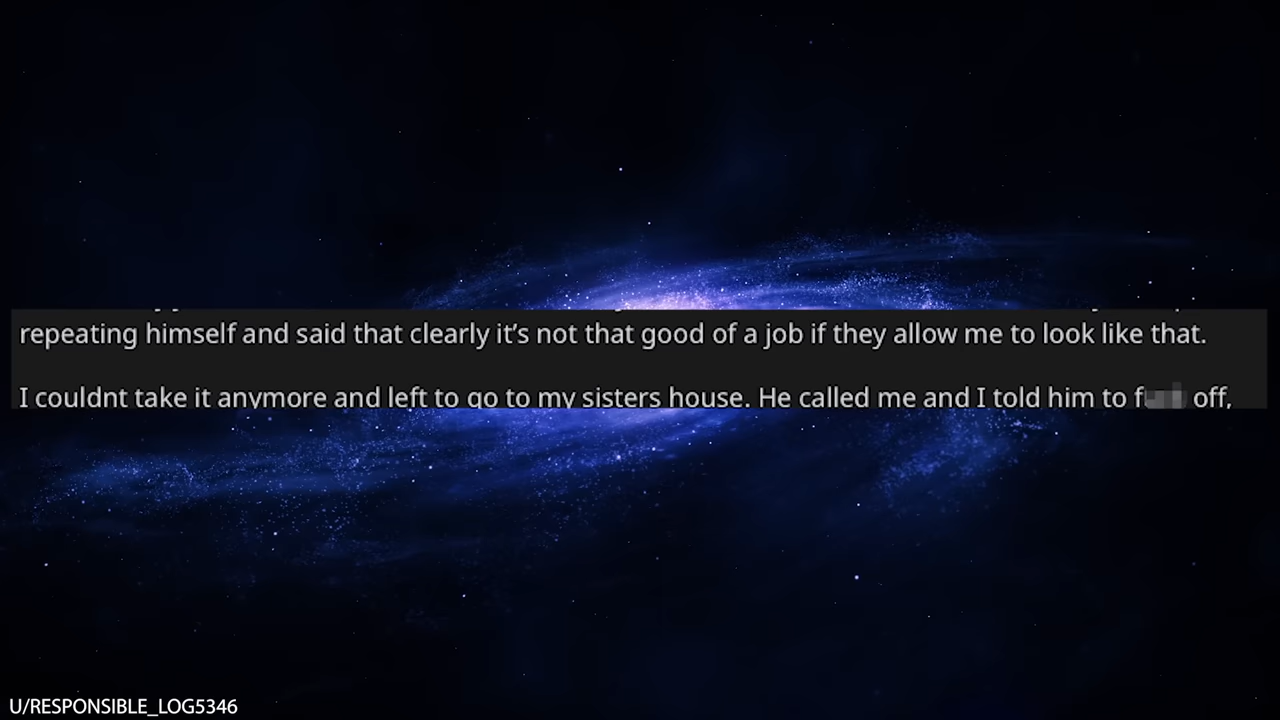 repeating himself and said that clearly it’s not that good of a job if they allow me to look like that.
I couldnt take it anymore and left to go to my sisters house. He called me and I told him to f off,
U/RESPONSIBLE_LOG5346